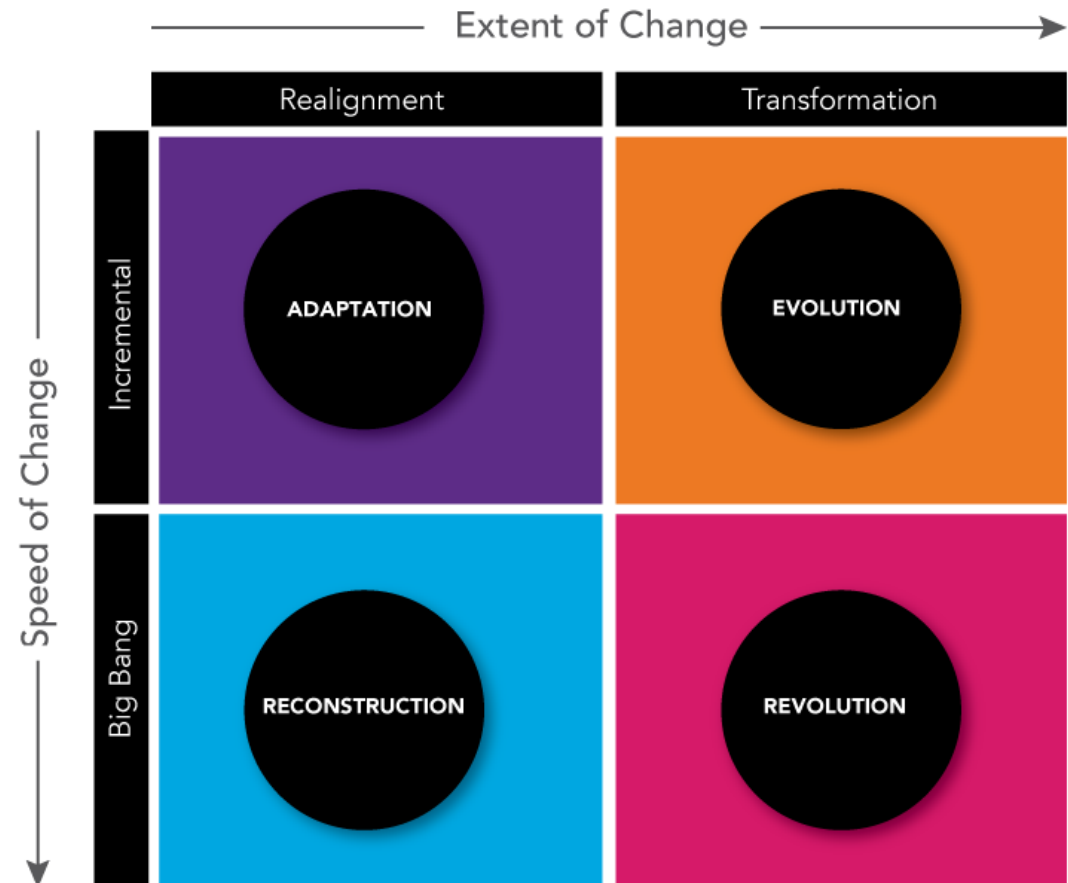 Extent of Change
Realignment
Transformation
Speed of Change
Incremental
ADAPTATION
EVOLUTION
Big Bang
RECONSTRUCTION
REVOLUTION